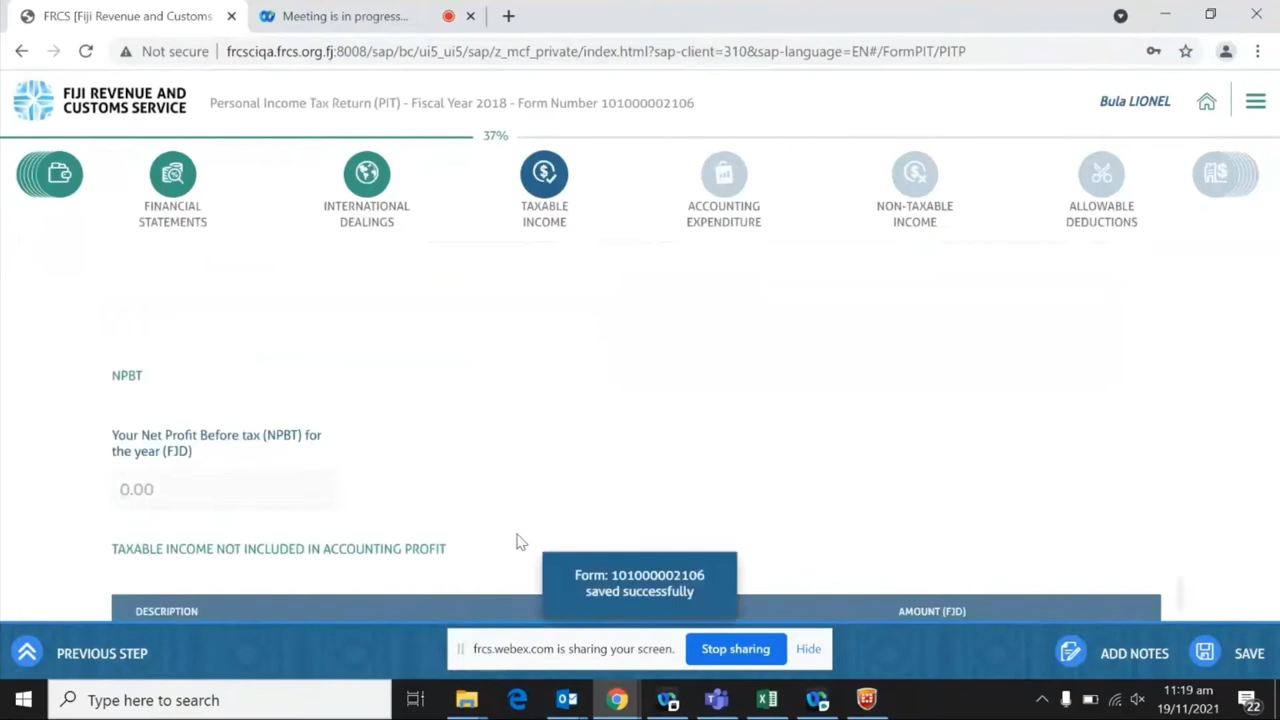 FRCS [Fiji Revenue and Customs
Meeting is in progress...
Not secure
frcsciqa.frcs.org.fj:8008/sap/bc/ui5_ui5/sap/z_mcf_private/index.html?sap-client=310&sap-language=EN#/FormPIT/PITP
FIJI REVENUE AND
CUSTOMS SERVICE
Personal Income Tax Return (PIT) - Fiscal Year 2018 - Form Number 101000002106
Bula LIONEL
37%
FINANCIAL
STATEMENTS
INTERNATIONAL
DEALINGS
TAXABLE
INCOME
ACCOUNTING
EXPENDITURE
NON-TAXABLE
INCOME
ALLOWABLE
DEDUCTIONS
NPBT
Your Net Profit Before tax (NPBT) for
the year (FJD)
0.00
TAXABLE INCOME NOT INCLUDED IN ACCOUNTING PROFIT
Form: 101000002106
saved successfully
DESCRIPTION
AMOUNT (FJD)
PREVIOUS STEP
frcs.webex.com is sharing your screen.
Stop sharing
Hide
ADD NOTES
SAVE
Type here to search
11:19 am
19/11/2021
22